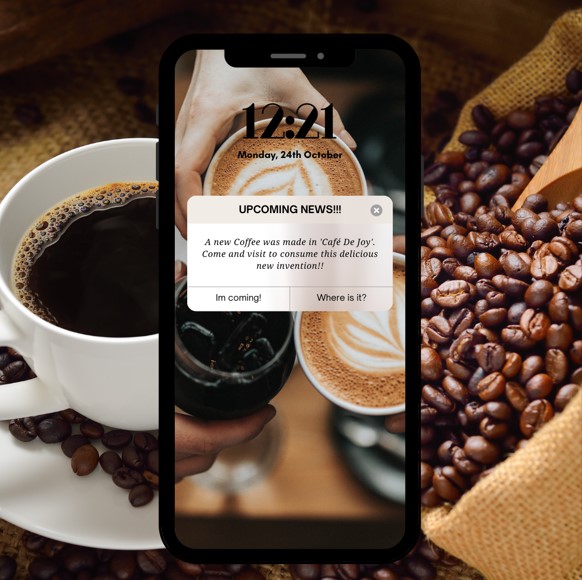 12:21
Monday, 24th October
UPCOMING NEWS!!!
A new Coffee was made in 'Café De Joy'.
Come and visit to consume this delicious
new invention!!
Im coming!
Where is it?